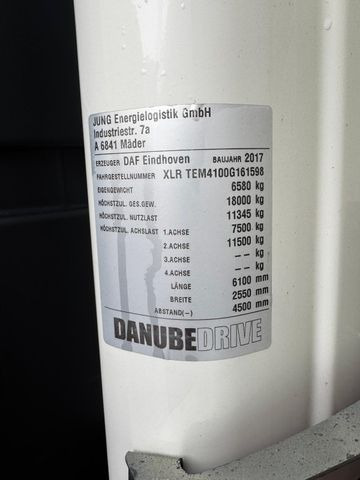 JUNG Energielogistik GmbH
Industriestr. 7a
A 6841 Mäder
ERZEUGER DAF Eindhoven BAUJAHR 2017
FAHRGESTELLNUMMER XLR TEM4100G161598
EIGENGEWICHT 6580 kg
HÖCHSTZUL. GES.GEW. 18000 kg
HÖCHSTZUL. NUTZLAST 11345 kg
HÖCHSTZUL. ACHSLAST 1.ACHSE 7500 kg
2.ACHSE 11500 kg
3.ACHSE -- kg
4.ACHSE -- kg
LÄNGE 6100 mm
BREITE 2550 mm
ABSTAND(-) 4500 mm
DANUBEDRIVE